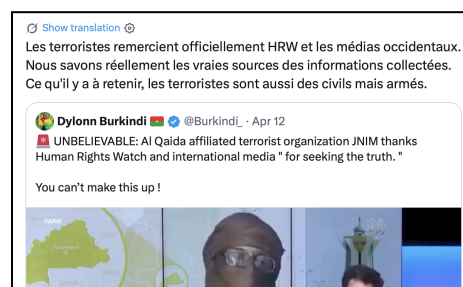 Show translation
Les terroristes remercient officiellement HRW et les médias occidentaux.
Nous savons réellement les vraies sources des informations collectées.
Ce qu'il y a à retenir, les terroristes sont aussi des civils mais armés.
Dylonn Burkindi @Burkindi_ · Apr 12
UNBELIEVABLE: Al Qaida affiliated terrorist organization JNIM thanks
Human Rights Watch and international media " for seeking the truth. "
You can’t make this up !
PARIS